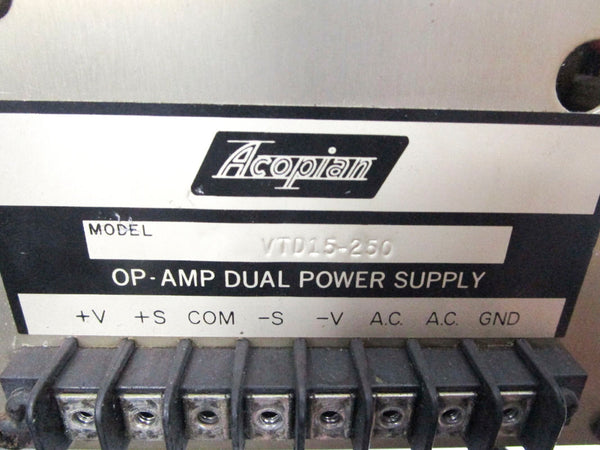 Acopian
MODEL
VTD15-250
OP-AMP DUAL POWER SUPPLY
+V +S COM -S -V A.C. A.C. GND